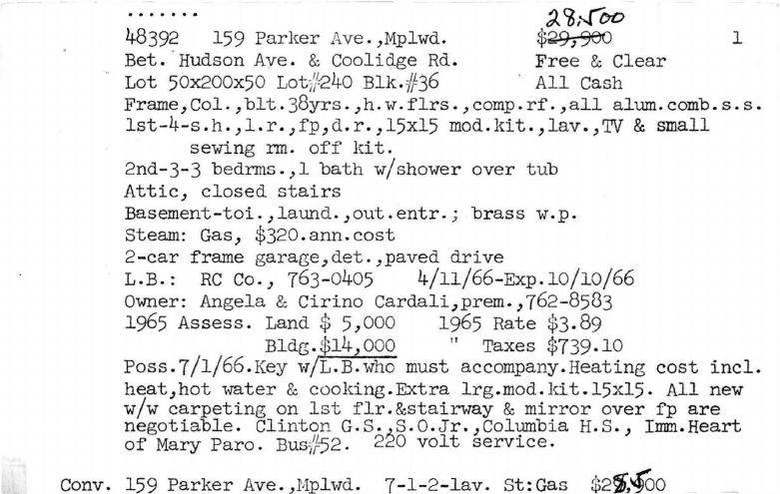 28,500
48392 159 Parker Ave.,Mplwd. $29,900 1
Bet. Hudson Ave. & Coolidge Rd. Free & Clear
Lot 50x200x50 Lot#240 Blk.#36 All Cash
Frame,Col.,blt.38yrs.,h.w.flrs.,comp.rf.,all alum.comb.s.s.
1st-4-s.h.,l.r.,fp,d.r.,15x15 mod.kit.,lav.,TV & small
sewing rm. off kit.
2nd-3-3 bedrms.,1 bath w/shower over tub
Attic, closed stairs
Basement-toi.,laund.,out.entr.; brass w.p.
Steam: Gas, $320.ann.cost
2-car frame garage,det.,paved drive
L.B.: RC Co., 763-0405 4/11/66-Exp.10/10/66
Owner: Angela & Cirino Cardali,prem.,762-8583
1965 Assess. Land $ 5,000 1965 Rate $3.89
Bldg.$14,000 " Taxes $739.10
Poss.7/1/66.Key w/L.B.who must accompany.Heating cost incl.
heat,hot water & cooking.Extra lrg.mod.kit.15x15. All new
w/w carpeting on 1st flr.&stairway & mirror over fp are
negotiable. Clinton G.S.,S.O.Jr.,Columbia H.S., Imm.Heart
of Mary Paro. Bus#52. 220 volt service.
Conv. 159 Parker Ave.,Mplwd. 7-1-2-lav. St:Gas